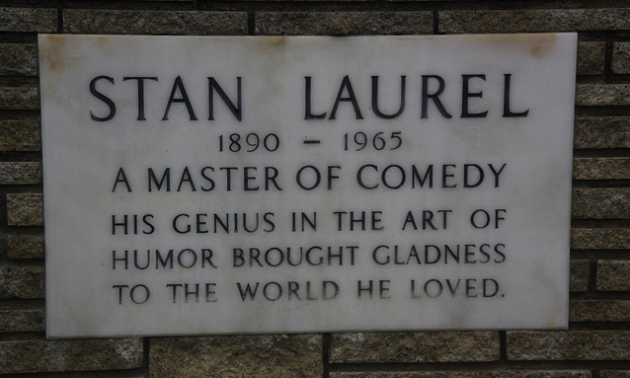 STAN LAUREL
1890 – 1965
A MASTER OF COMEDY
HIS GENIUS IN THE ART OF
HUMOR BROUGHT GLADNESS
TO THE WORLD HE LOVED.